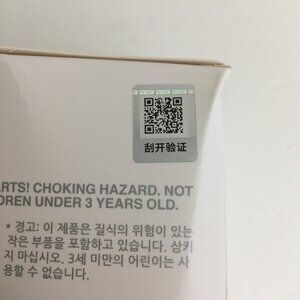 刮开验证
ARTS! CHOKING HAZARD. NOT
DREN UNDER 3 YEARS OLD.
* 경고: 이 제품은 질식의 위험이 있는
작은 부품을 포함하고 있습니다. 삼키
지 마십시오. 3세 미만의 어린이는 사
용할 수 없습니다.